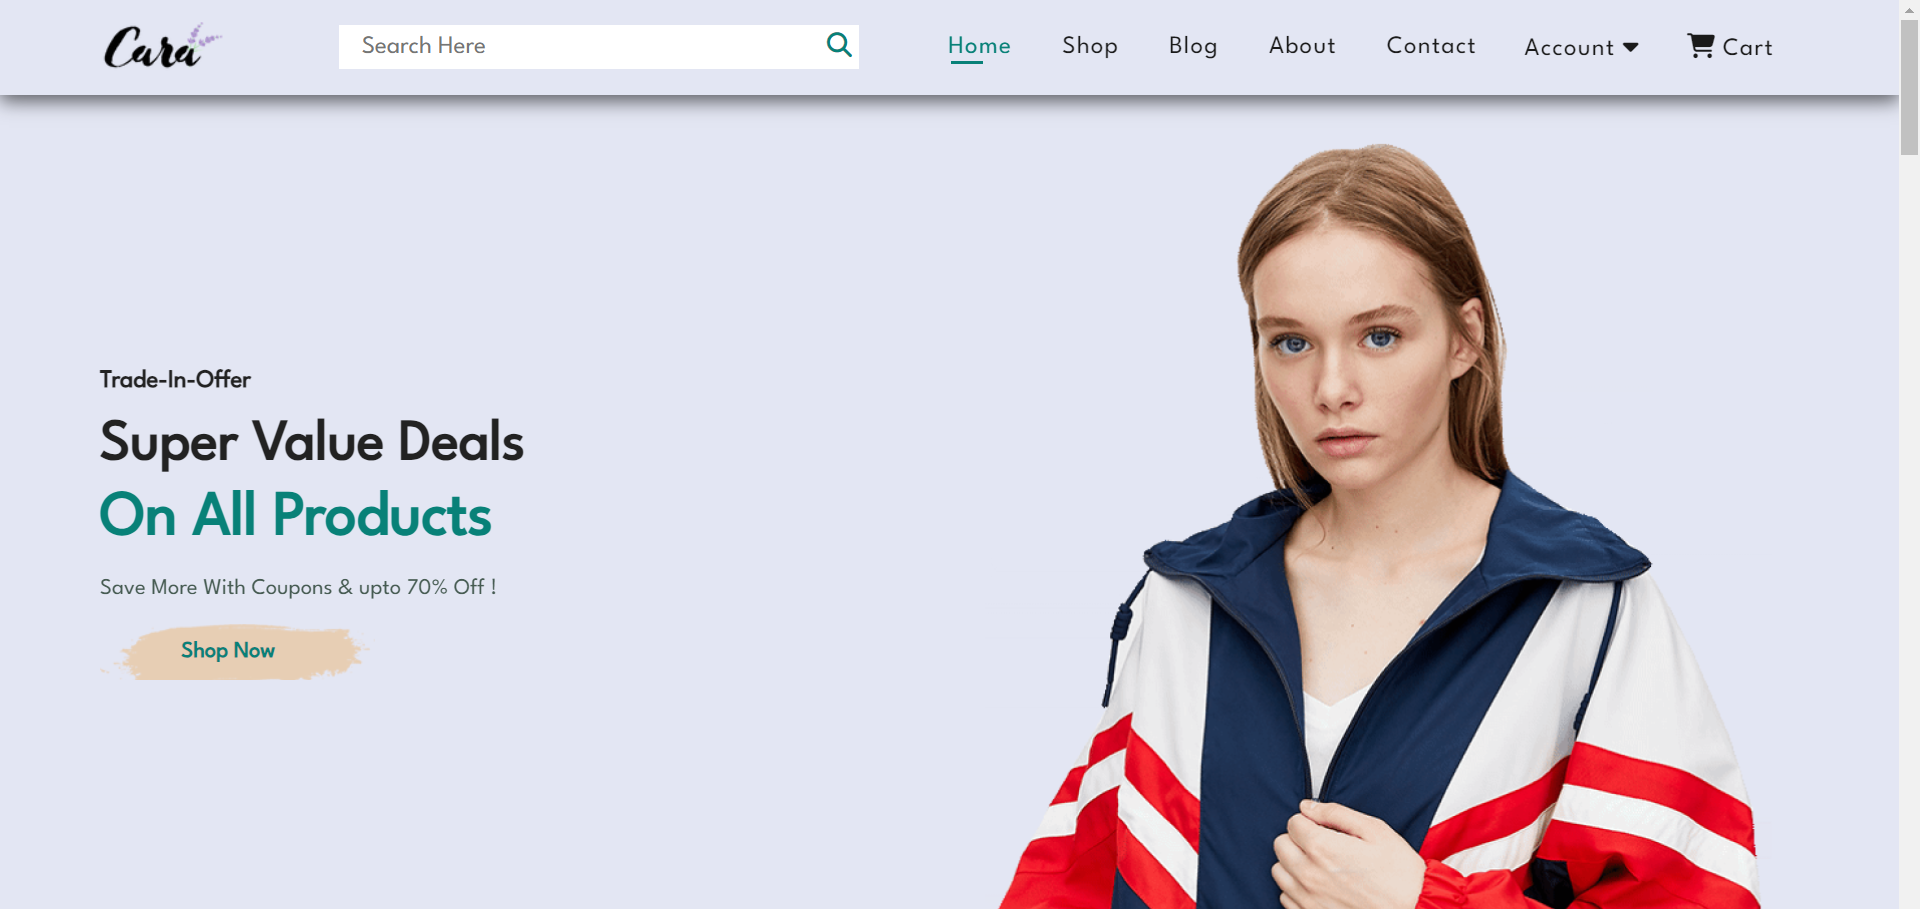 Cara
Search Here
Home Shop Blog About Contact Account Cart
Trade-In-Offer
Super Value Deals
On All Products
Save More With Coupons & upto 70% Off !
Shop Now